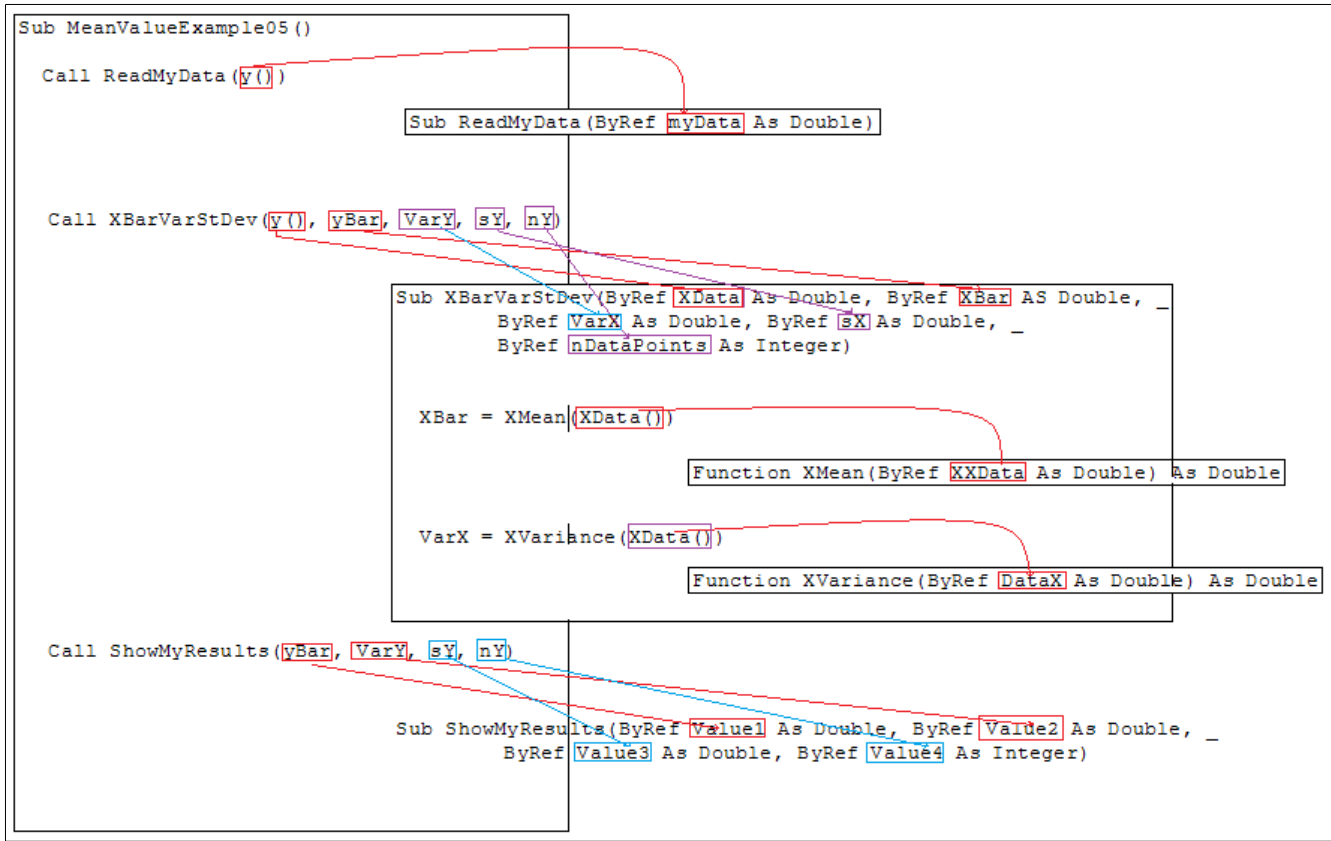 Sub MeanValueExample05()
Call ReadMyData(y())
Sub ReadMyData(ByRef myData As Double)
Call XBarVarStDev(y(), yBar, VarY, sY, nY)
Sub XBarVarStDev(ByRef XData As Double, ByRef XBar AS Double, _
ByRef VarX As Double, ByRef sX As Double, _
ByRef nDataPoints As Integer)
XBar = XMean(XData())
Function XMean(ByRef XXData As Double) As Double
VarX = XVariance(XData())
Function XVariance(ByRef DataX As Double) As Double
Call ShowMyResults(yBar, VarY, sY, nY)
Sub ShowMyResults(ByRef Value1 As Double, ByRef Value2 As Double, _
ByRef Value3 As Double, ByRef Value4 As Integer)